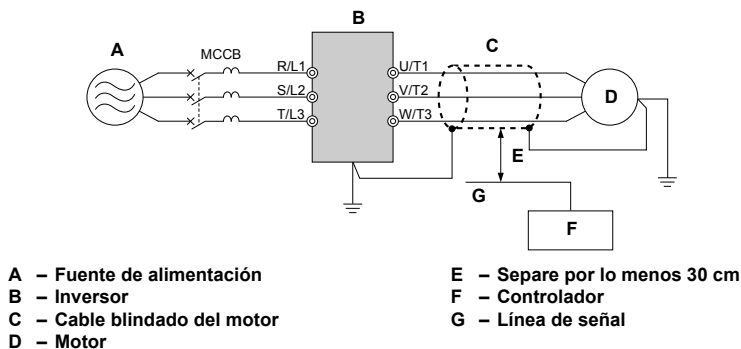 B
A
C
MCCB
R/L1
U/T1
S/L2
V/T2
D
T/L3
W/T3
E
G
F
A – Fuente de alimentación
B – Inversor
C – Cable blindado del motor
D – Motor
E – Separe por lo menos 30 cm
F – Controlador
G – Línea de señal